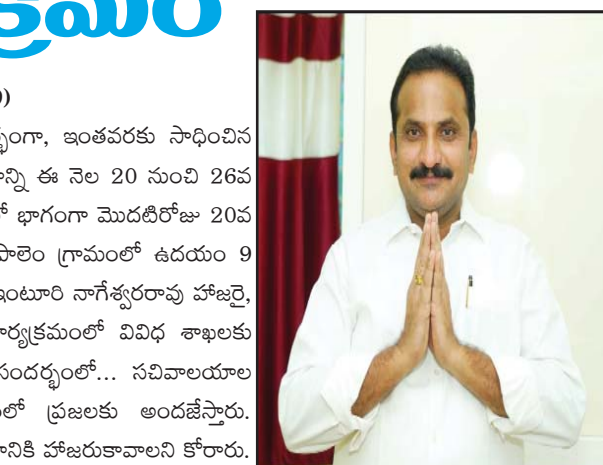 క్రమం
)
ఇంతవరకు సాధించిన
ఈ నెల 20 నుంచి 26వ
భాగంగా మొదటిరోజు 20వ
పాలెం గ్రామంలో ఉదయం 9
ఇంటూరి నాగేశ్వరరావు హాజరై,
కార్యక్రమంలో వివిధ శాఖలకు
సందర్భంలో... సచివాలయాల
లో ప్రజలకు అందజేస్తారు.
హాజరుకావాలని కోరారు.